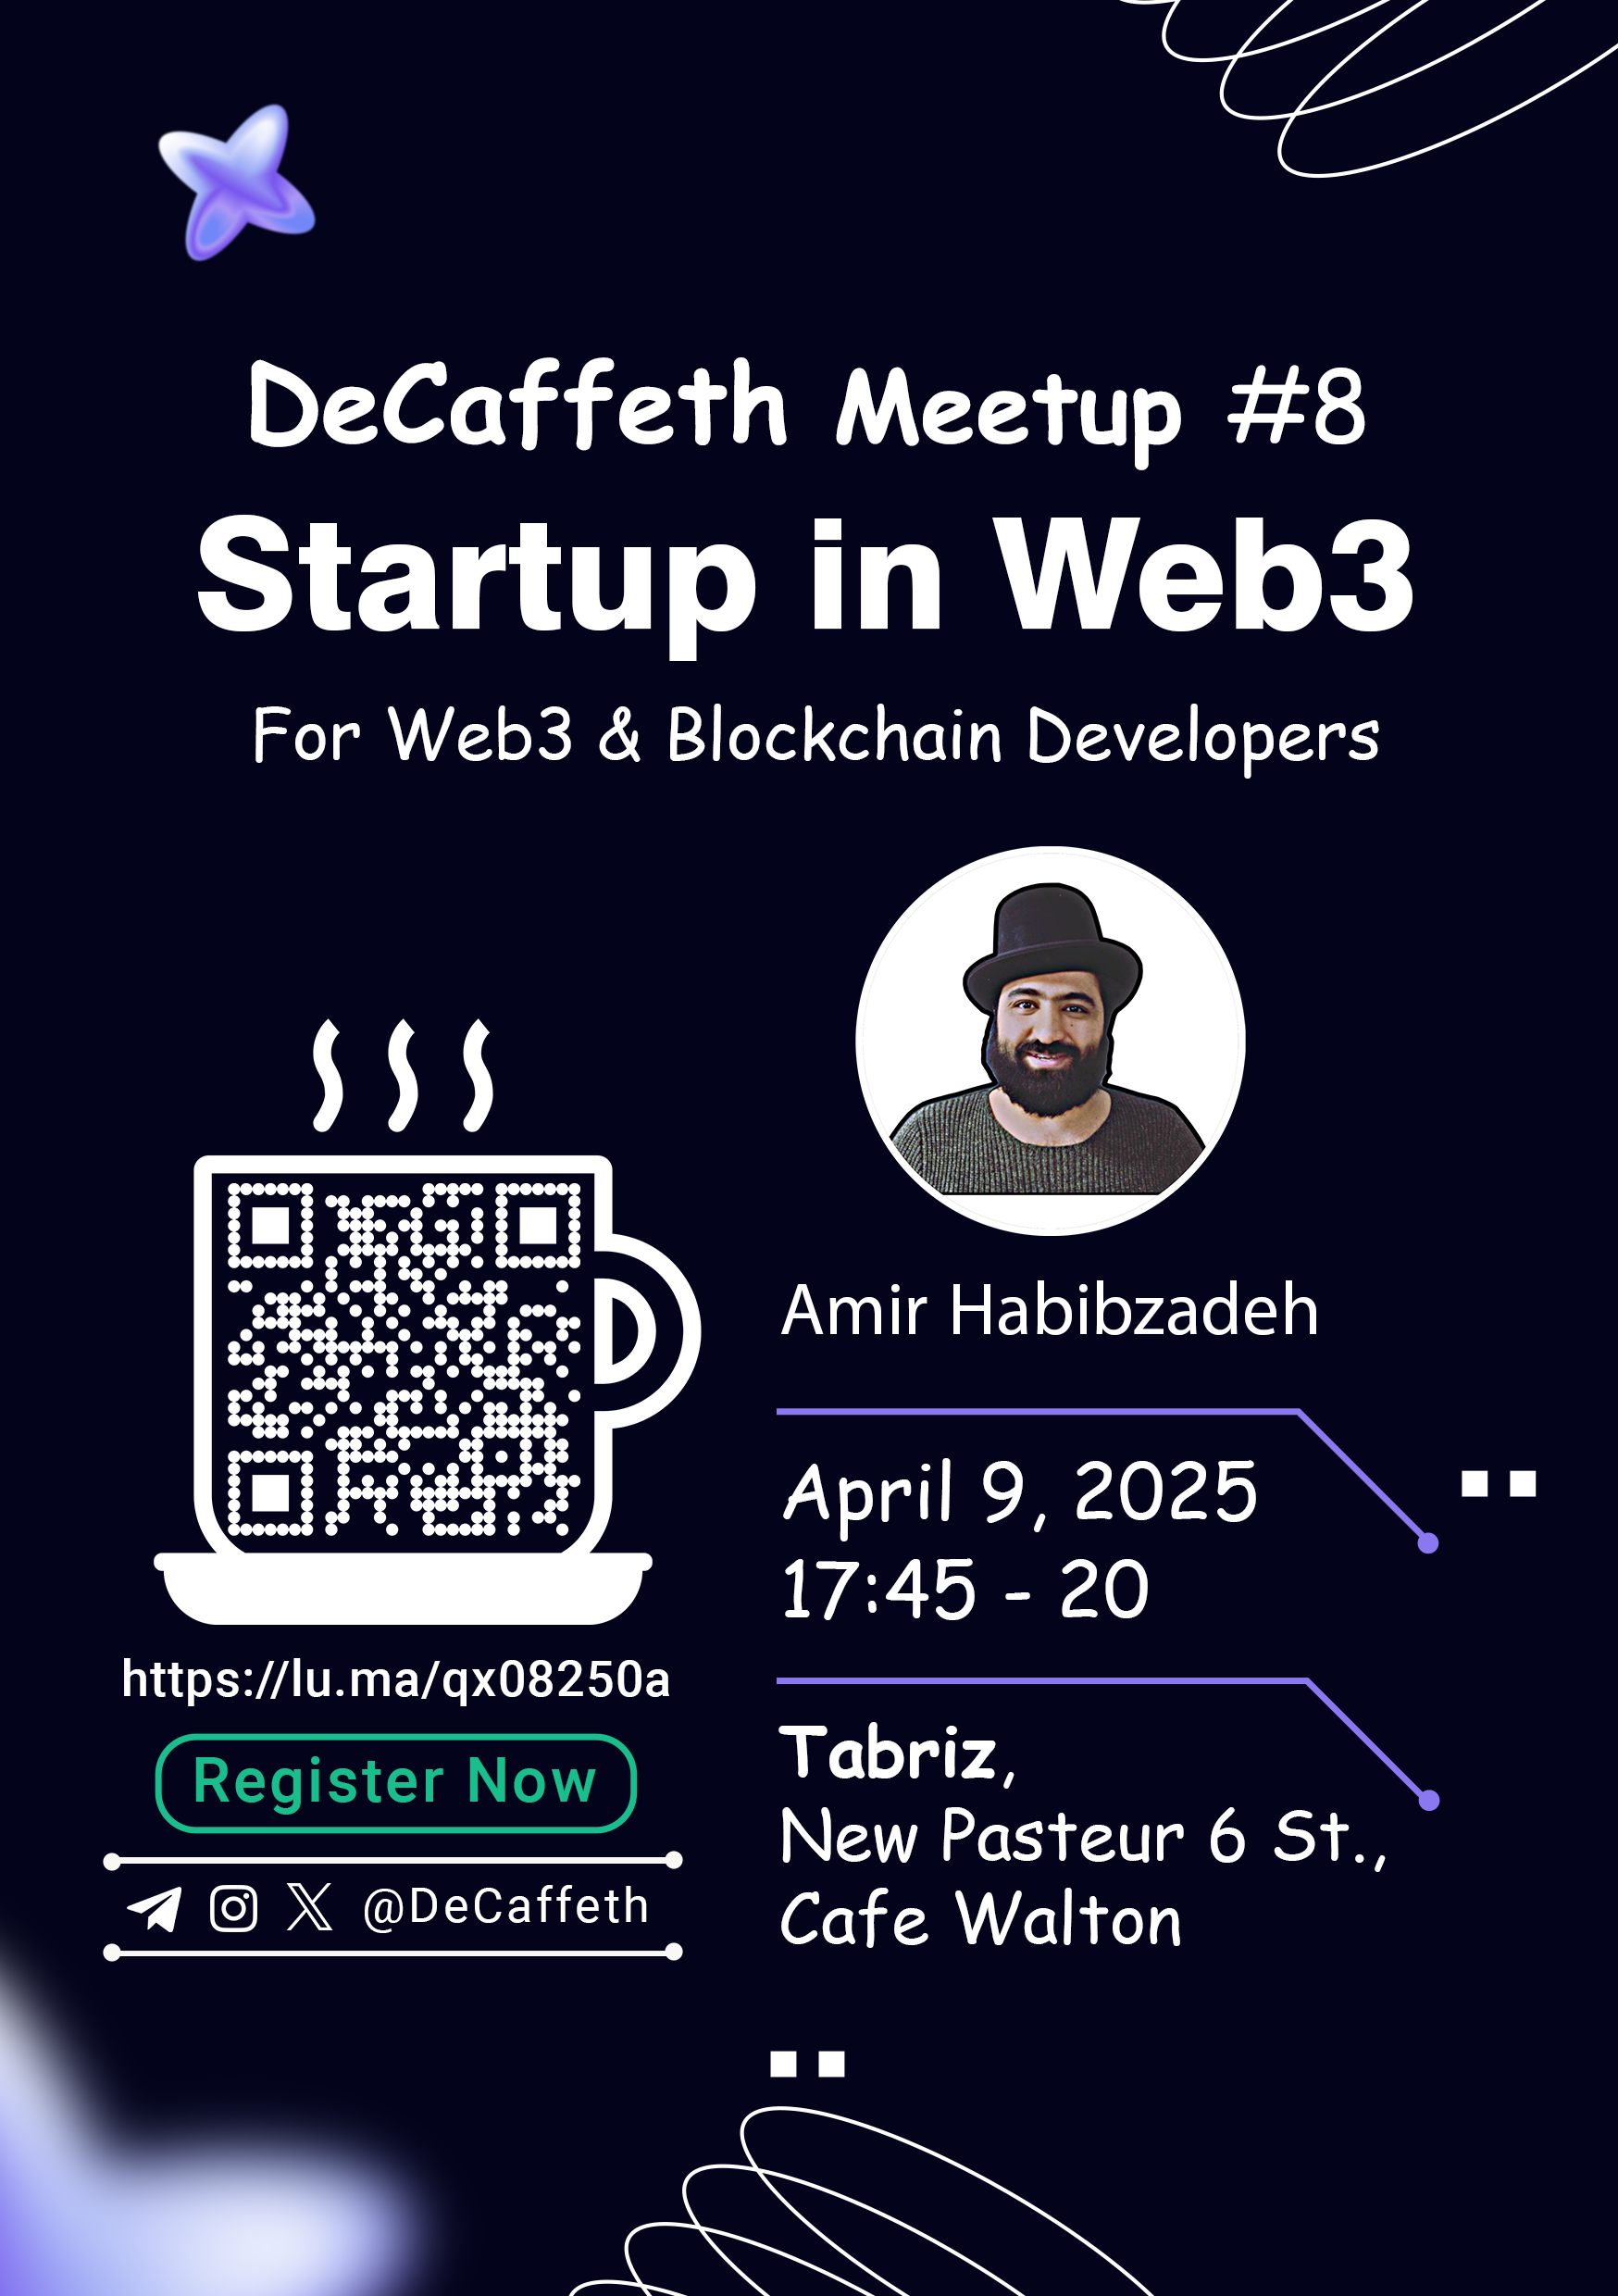 DeCaffeth Meetup #8
Startup in Web3
For Web3 & Blockchain Developers
Amir Habibzadeh
April 9, 2025
17:45 - 20
Tabriz,
New Pasteur 6 St.,
Cafe Walton
https://lu.ma/qx08250a
Register Now
@DeCaffeth